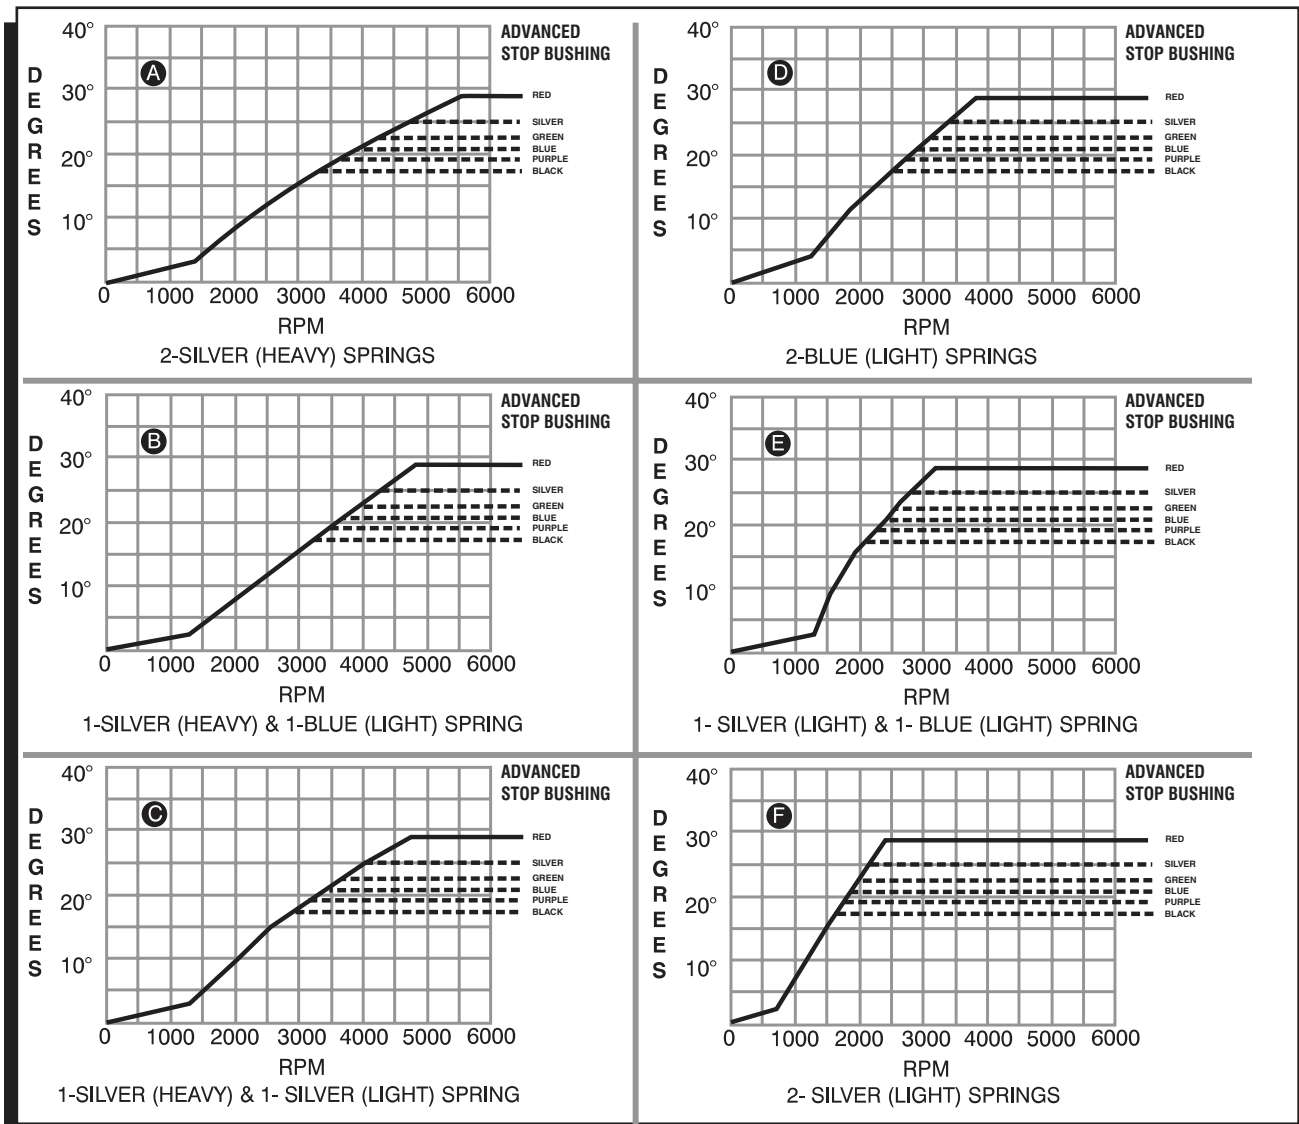 40°
ADVANCED
STOP BUSHING
A
DEGREES
30°
RED
SILVER
GREEN
20°
BLUE
PURPLE
BLACK
10°
0 1000 2000 3000 4000 5000 6000
RPM
2-SILVER (HEAVY) SPRINGS
40°
ADVANCED
STOP BUSHING
D
DEGREES
30°
RED
SILVER
GREEN
20°
BLUE
PURPLE
BLACK
10°
0 1000 2000 3000 4000 5000 6000
RPM
2-BLUE (LIGHT) SPRINGS
40°
ADVANCED
STOP BUSHING
B
DEGREES
30°
RED
SILVER
GREEN
20°
BLUE
PURPLE
BLACK
10°
0 1000 2000 3000 4000 5000 6000
RPM
1-SILVER (HEAVY) & 1-BLUE (LIGHT) SPRING
40°
ADVANCED
STOP BUSHING
E
DEGREES
30°
RED
SILVER
GREEN
20°
BLUE
PURPLE
BLACK
10°
0 1000 2000 3000 4000 5000 6000
RPM
1- SILVER (LIGHT) & 1- BLUE (LIGHT) SPRING
40°
ADVANCED
STOP BUSHING
C
DEGREES
30°
RED
SILVER
GREEN
20°
BLUE
PURPLE
BLACK
10°
0 1000 2000 3000 4000 5000 6000
RPM
1-SILVER (HEAVY) & 1- SILVER (LIGHT) SPRING
40°
ADVANCED
STOP BUSHING
F
DEGREES
30°
RED
SILVER
GREEN
20°
BLUE
PURPLE
BLACK
10°
0 1000 2000 3000 4000 5000 6000
RPM
2- SILVER (LIGHT) SPRINGS